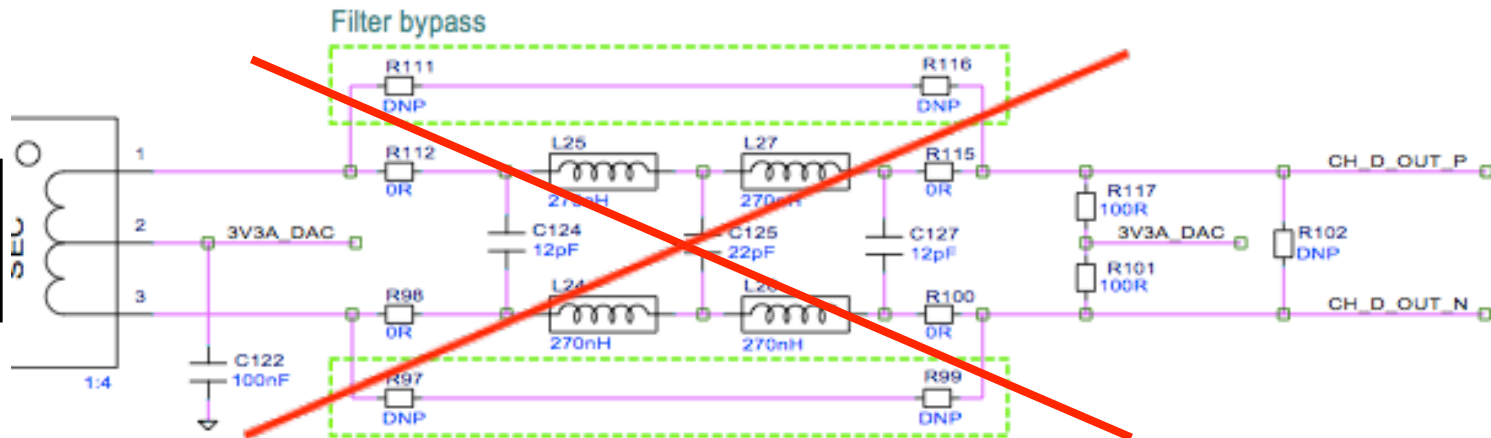 Filter bypass
R111
DNP
R116
DNP
1
R112
0R
L25
270nH
L27
270nH
R115
0R
CH_D_OUT_P
SEC
2
3V3A_DAC
C124
12pF
C125
22pF
C127
12pF
R117
100R
3V3A_DAC
R102
DNP
R101
100R
3
R98
0R
L24
270nH
270nH
R100
0R
CH_D_OUT_N
C122
100nF
1:4
R97
DNP
R99
DNP